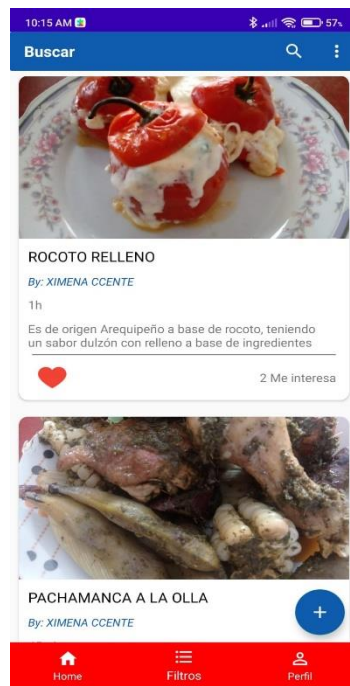 10:15 AM 57%
Buscar
ROCOTO RELLENO
By: XIMENA CCENTE
1h
Es de origen Arequipeño a base de rocoto, teniendo
un sabor dulzón con relleno a base de ingredientes
2 Me interesa
PACHAMANCA A LA OLLA
By: XIMENA CCENTE
Home Filtros Perfil